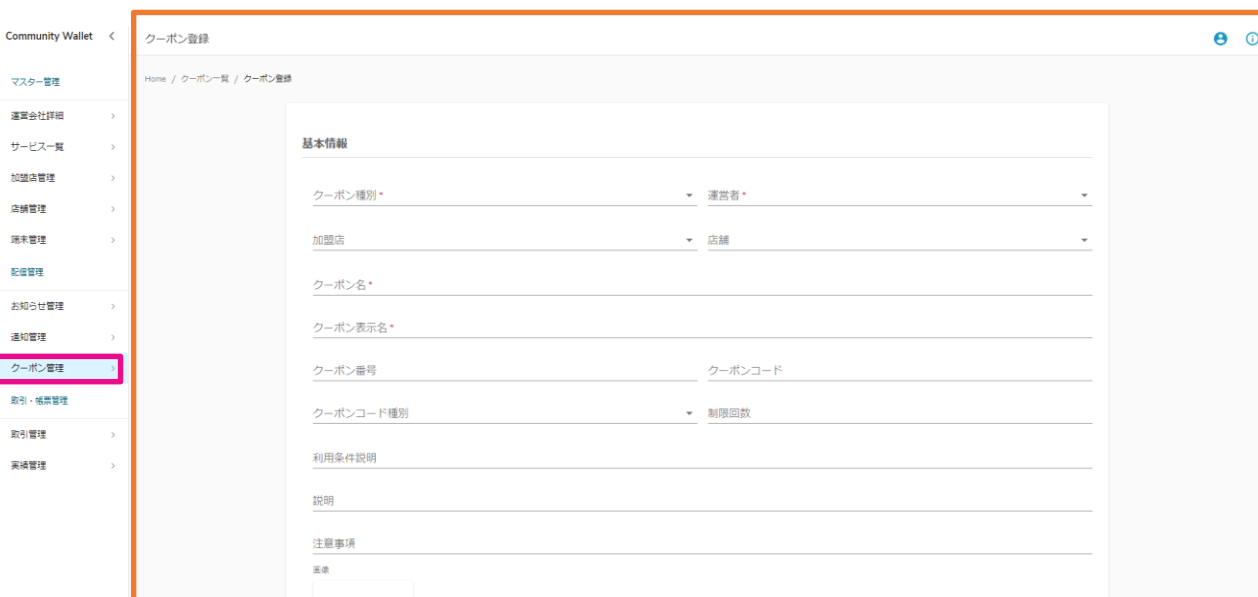 Community Wallet
マスター管理
運営会社詳細
サービス一覧
加盟店管理
店舗管理
端末管理
配信管理
お知らせ管理
通知管理
クーポン管理
取引・帳票管理
取引管理
実績管理
クーポン登録
Home / クーポン一覧 / クーポン登録
基本情報
クーポン種別 * 運営者 *
加盟店 店舗
クーポン名 *
クーポン表示名 *
クーポン番号 クーポンコード
クーポンコード種別 制限回数
利用条件説明
説明
注意事項
画像